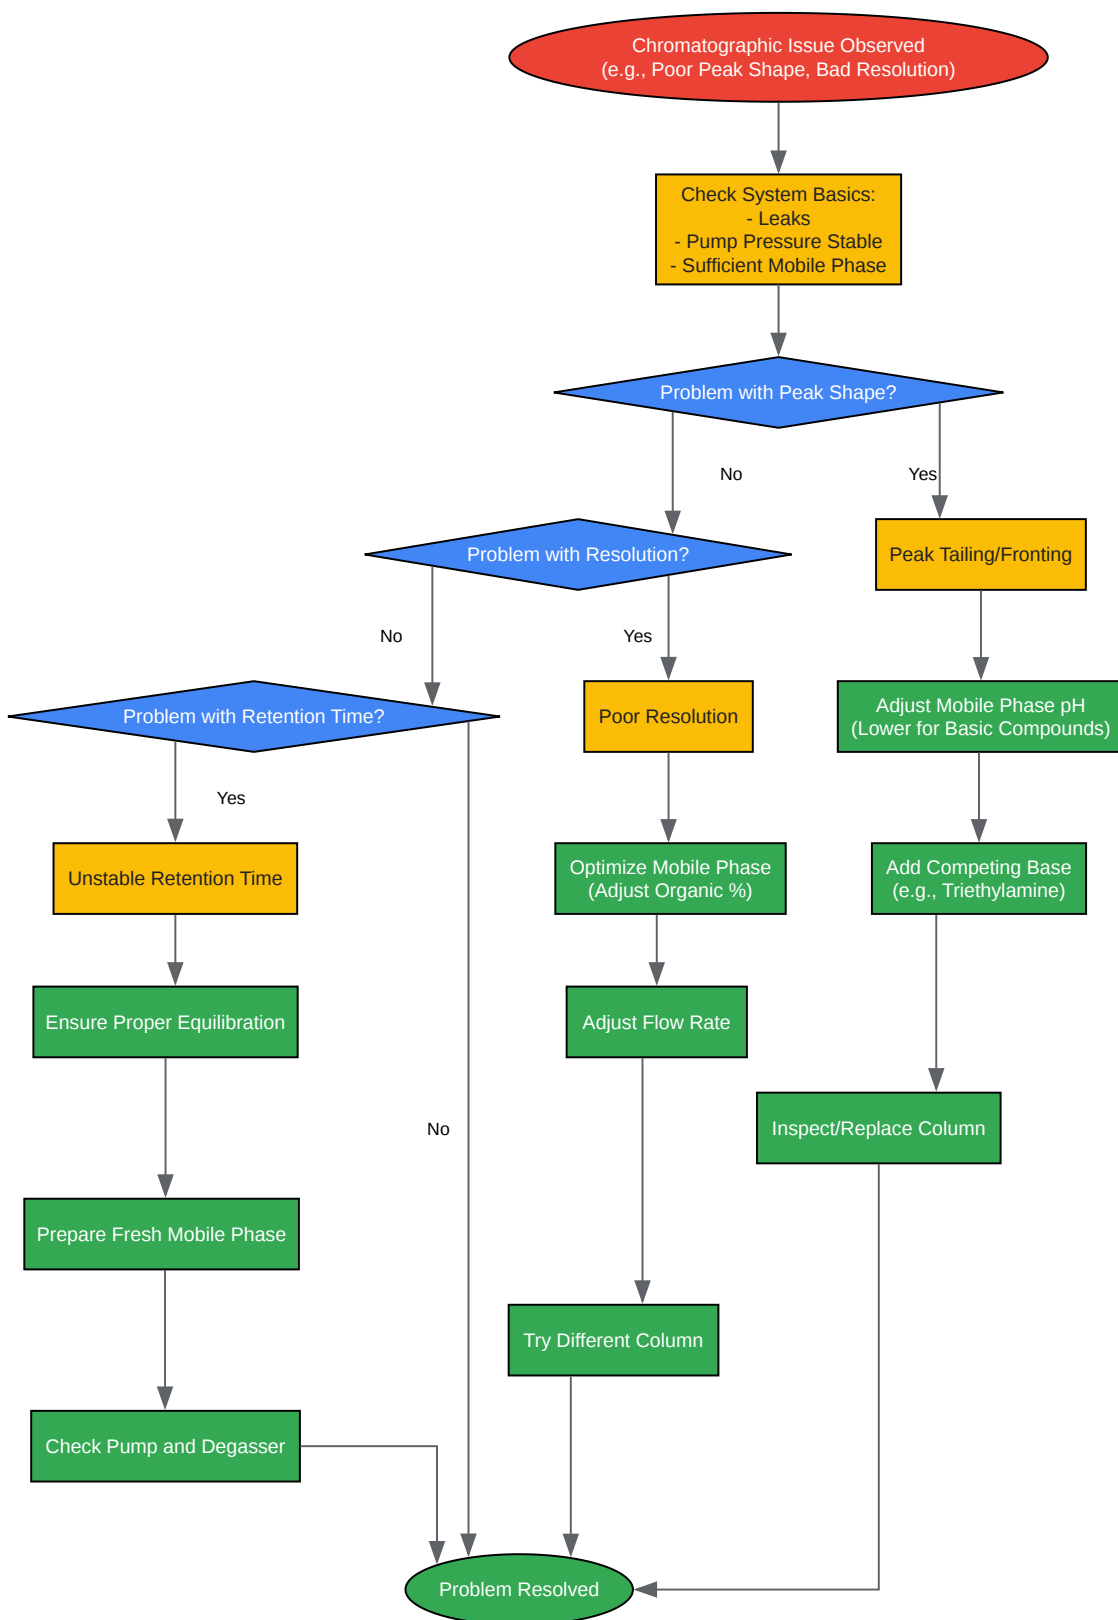 Chromatographic Issue Observed
(e.g., Poor Peak Shape, Bad Resolution)
Check System Basics:
- Leaks
- Pump Pressure Stable
- Sufficient Mobile Phase
Problem with Peak Shape?
No
Yes
Problem with Resolution?
Peak Tailing/Fronting
No
Yes
Problem with Retention Time?
Poor Resolution
Adjust Mobile Phase pH
(Lower for Basic Compounds)
Yes
Unstable Retention Time
Optimize Mobile Phase
(Adjust Organic %)
Add Competing Base
(e.g., Triethylamine)
Ensure Proper Equilibration
Adjust Flow Rate
No
Inspect/Replace Column
Prepare Fresh Mobile Phase
Try Different Column
Check Pump and Degasser
Problem Resolved